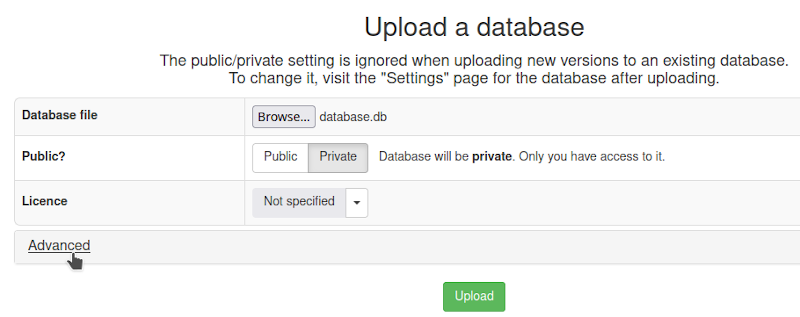 Upload a database
The public/private setting is ignored when uploading new versions to an existing database.
To change it, visit the "Settings" page for the database after uploading.
Database file Browse... database.db
Public? Public Private Database will be private. Only you have access to it.
Licence Not specified
Advanced
Upload